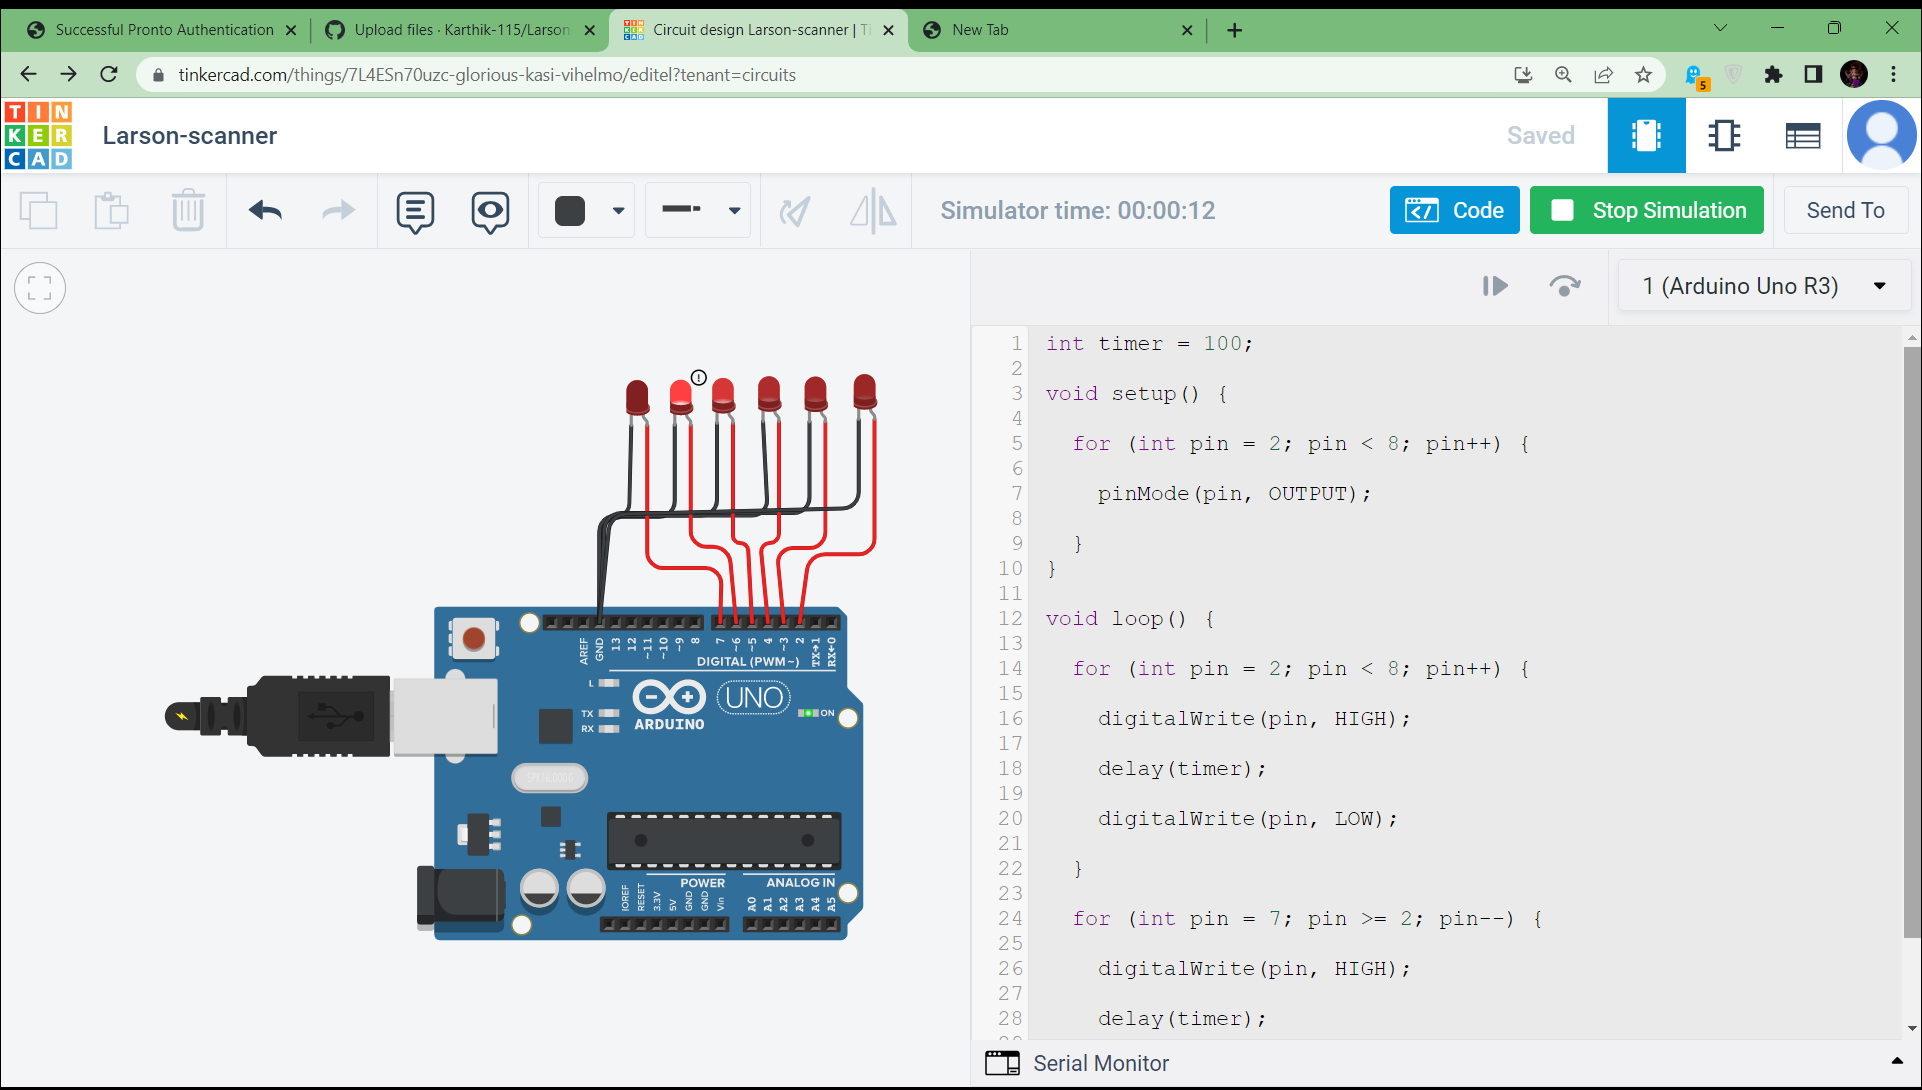 Successful Pronto Authentication
Upload files · Karthik-115/Larson
Circuit design Larson-scanner | Ti
New Tab
tinkercad.com/things/7L4ESn70uzc-glorious-kasi-vihelmo/editel?tenant=circuits
5
TIN
KER
CAD
Larson-scanner
Saved
Simulator time: 00:00:12
Code
Stop Simulation
Send To
1 (Arduino Uno R3)
AREF
GND
13
12
~11
~10
~9
8
7
~6
~5
4
~3
2
TX→1
RX←0
DIGITAL (PWM~)
L
TX
RX
ARDUINO
UNO
ON
POWER
ANALOG IN
IOREF
RESET
3.3V
5V
GND
GND
Vin
A0
A1
A2
A3
A4
A5
1 int timer = 100;
2
3 void setup() {
4
5 for (int pin = 2; pin < 8; pin++) {
6
7 pinMode(pin, OUTPUT);
8
9 }
10 }
11
12 void loop() {
13
14 for (int pin = 2; pin < 8; pin++) {
15
16 digitalWrite(pin, HIGH);
17
18 delay(timer);
19
20 digitalWrite(pin, LOW);
21
22 }
23
24 for (int pin = 7; pin >= 2; pin--) {
25
26 digitalWrite(pin, HIGH);
27
28 delay(timer);
Serial Monitor